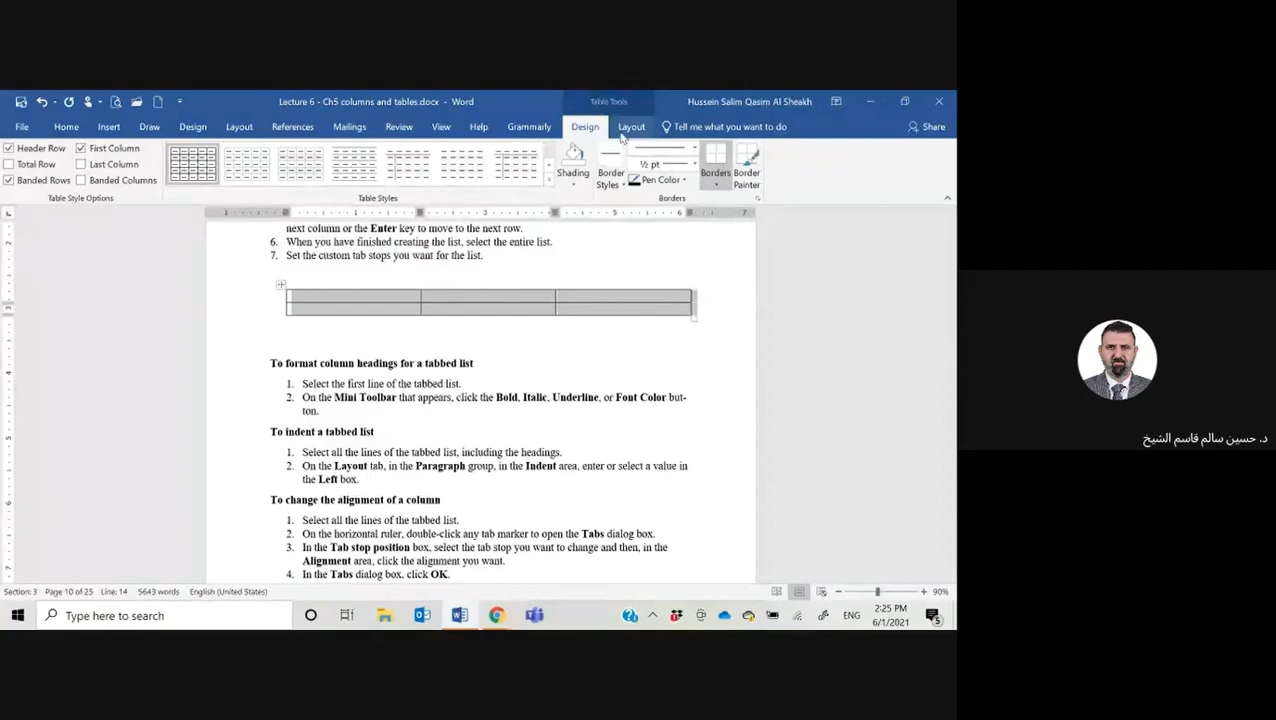 Lecture 6 - Ch5 columns and tables.docx - Word
Table Tools
Hussein Salim Qasim Al Sheakh
File Home Insert Draw Design Layout References Mailings Review View Help Grammarly Design Layout Tell me what you want to do Share
Header Row First Column
Total Row Last Column
Banded Rows Banded Columns
Table Style Options
Table Styles
Shading
Border Styles
½ pt
Pen Color
Borders
Border Painter
Borders
next column or the Enter key to move to the next row.
6. When you have finished creating the list, select the entire list.
7. Set the custom tab stops you want for the list.
To format column headings for a tabbed list
1. Select the first line of the tabbed list.
2. On the Mini Toolbar that appears, click the Bold, Italic, Underline, or Font Color but-
ton.
To indent a tabbed list
1. Select all the lines of the tabbed list, including the headings.
2. On the Layout tab, in the Paragraph group, in the Indent area, enter or select a value in
the Left box.
To change the alignment of a column
1. Select all the lines of the tabbed list.
2. On the horizontal ruler, double-click any tab marker to open the Tabs dialog box.
3. In the Tab stop position box, select the tab stop you want to change and then, in the
Alignment area, click the alignment you want.
4. In the Tabs dialog box, click OK.
Section: 3 Page 10 of 25 Line: 14 5643 words English (United States) 90%
Type here to search
ENG
2:25 PM
6/1/2021
5
د. حسين سالم قاسم الشيخ